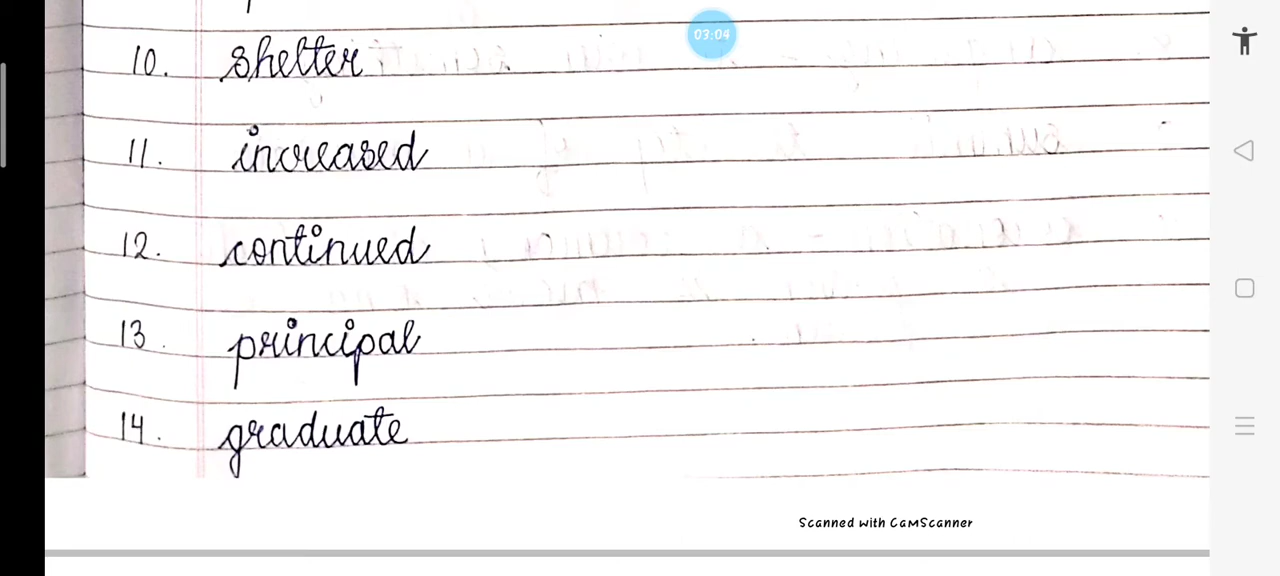 03:04
10. shelter
11. increased
12. continued
13. principal
14. graduate
Scanned with CamScanner